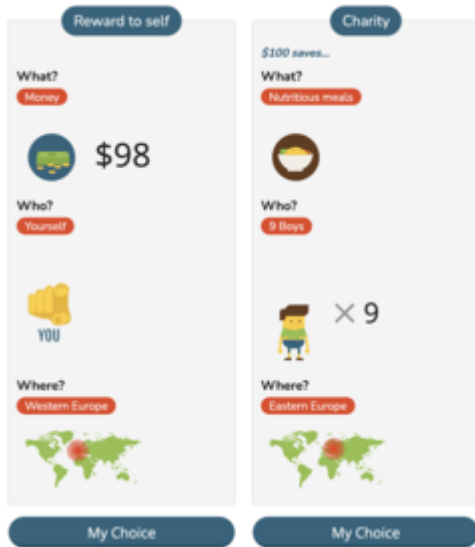 Reward to self
What?
Money
$98
Who?
Yourself
YOU
Where?
Western Europe
My Choice
Charity
$100 saves...
What?
Nutritious meals
Who?
9 Boys
× 9
Where?
Eastern Europe
My Choice